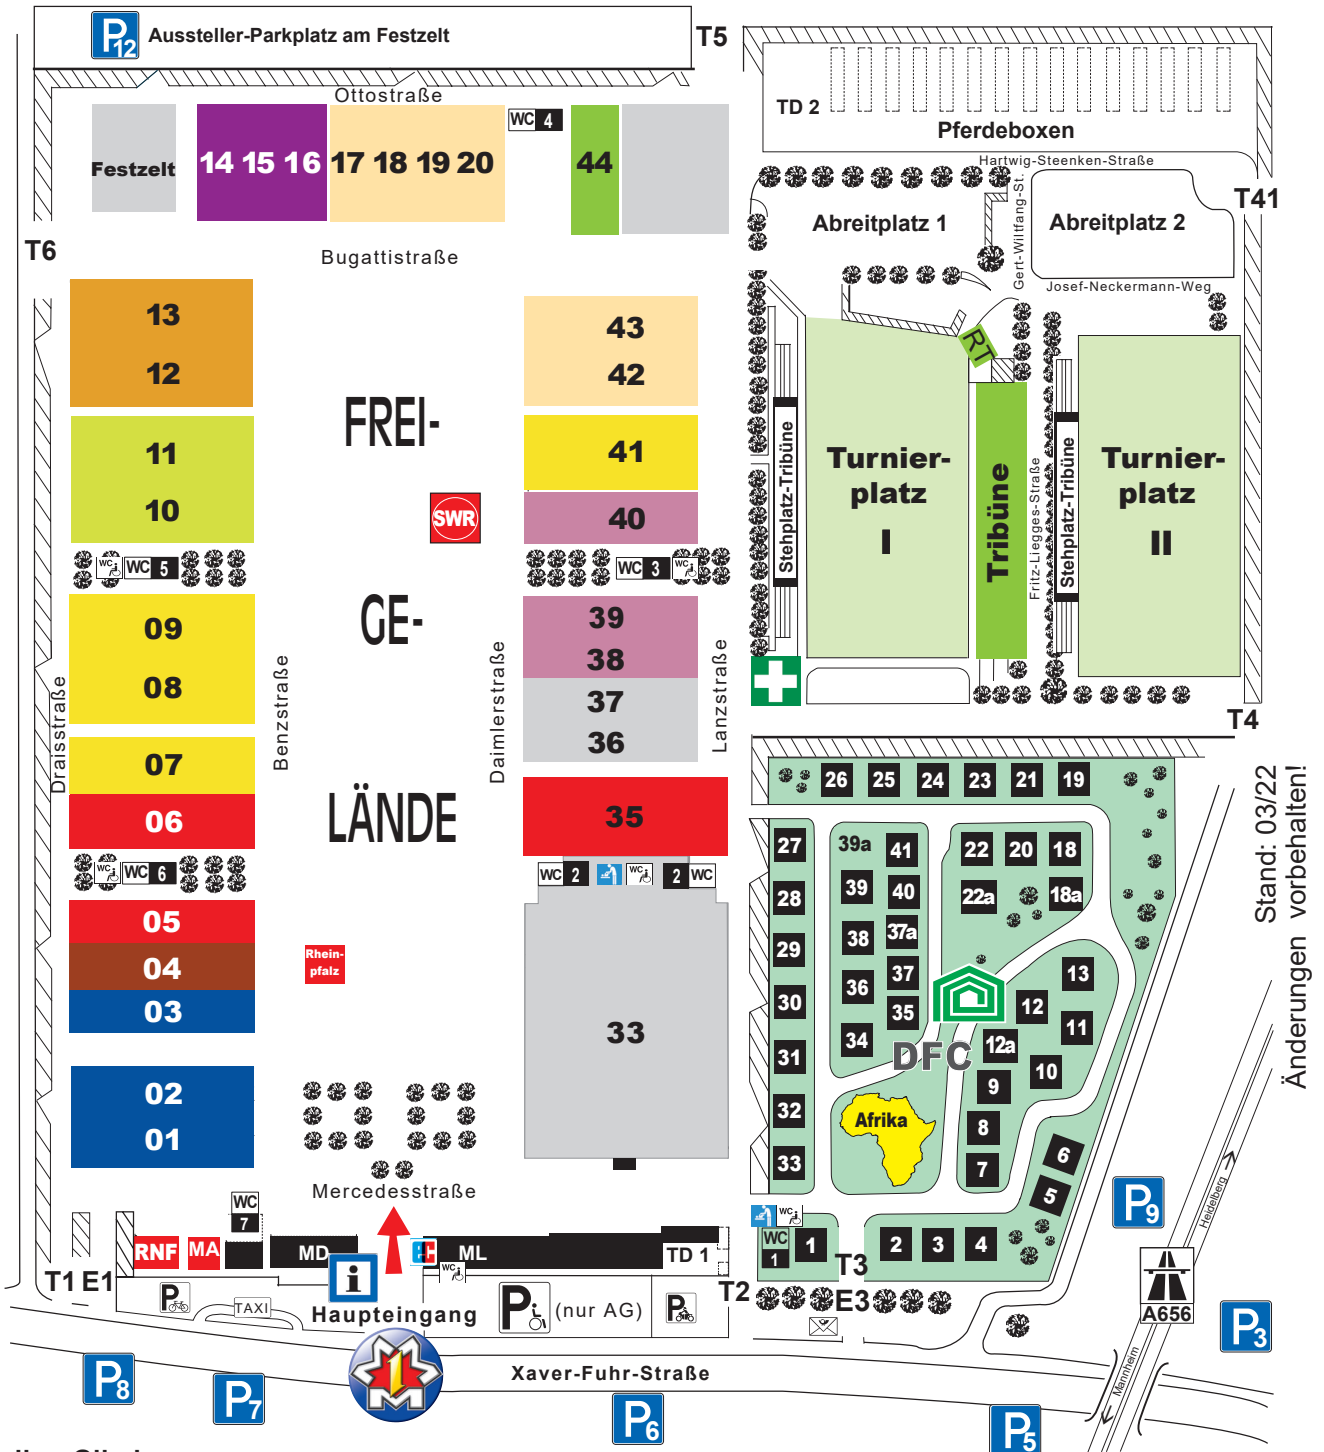 P12 Aussteller-Parkplatz am Festzelt
T5
Ottostraße
WC 4
TD 2
Pferdeboxen
Hartwig-Steenken-Straße
Festzelt
14 15 16 17 18 19 20
44
Gert-Wiltfang-St.
T41
Abreitplatz 1
Abreitplatz 2
T6
Bugattistraße
Josef-Neckermann-Weg
13
12
43
42
RT
FREI-
11
10
41
40
SWR
Stehplatz-Tribüne
Turnier-
platz
I
Tribüne
Fritz-Liegges-Straße
Stehplatz-Tribüne
Turnier-
platz
II
WC WC 5
WC 3 WC
GE-
09
08
39
38
37
36
Draisstraße
Benzstraße
Daimlerstraße
Lanzstraße
T4
07
06
LÄNDE
35
WC WC 6
WC 2 WC 2 WC
05
04
03
Rhein-
pfalz
33
02
01
Mercedesstraße
26 25 24 23 21 19
27 39a 41 22 20 18
28 39 40 22a 18a
29 38 37a
30 36 37 13
35 12
31 34 DFC 12a 11
9 10
32 Afrika 8
33 7
6
5
WC
WC
1
1 2 3 4
T3
E3
T2
Stand: 03/22
Änderungen vorbehalten!
WC
7
RNF MA MD i EC ML TD 1
WC
T1 E1
P
TAXI
Haupteingang
P (nur AG)
P
M 1
Xaver-Fuhr-Straße
P8
P7
P6
P5
P9
P3
A656
Heidelberg
Mannheim